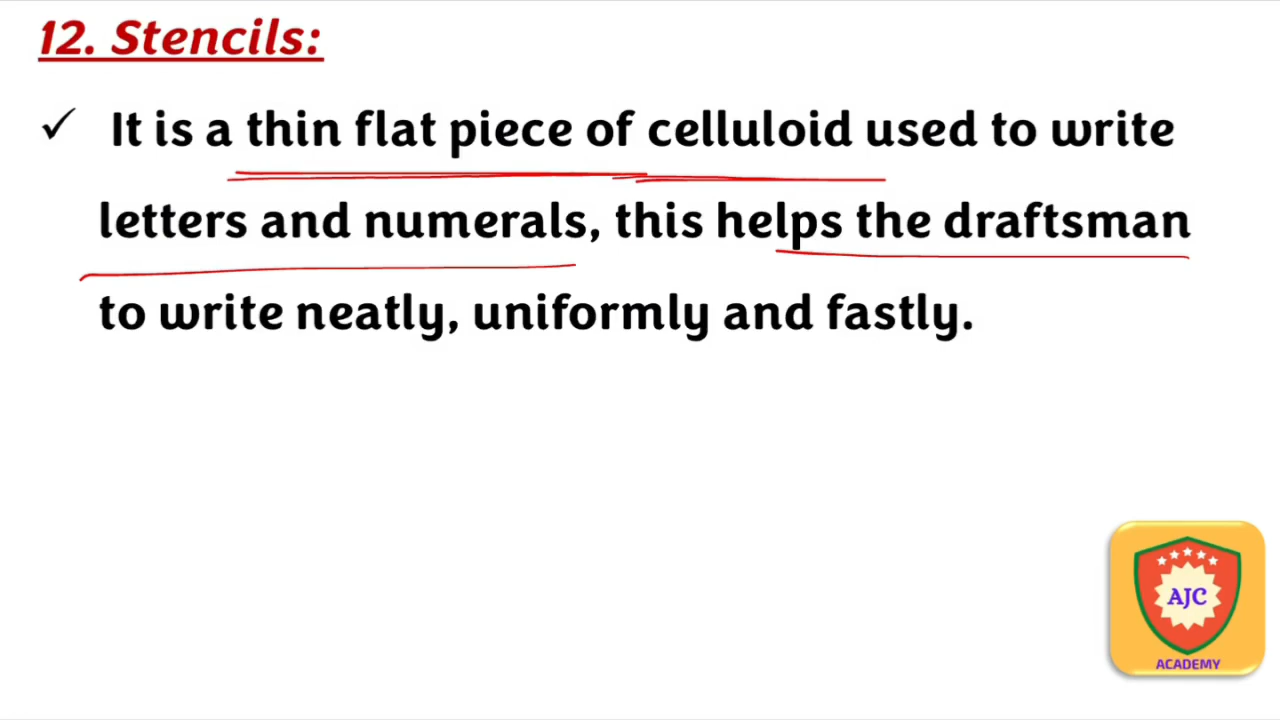 12. Stencils:
✓ It is a thin flat piece of celluloid used to write
letters and numerals, this helps the draftsman
to write neatly, uniformly and fastly.
AJC
ACADEMY